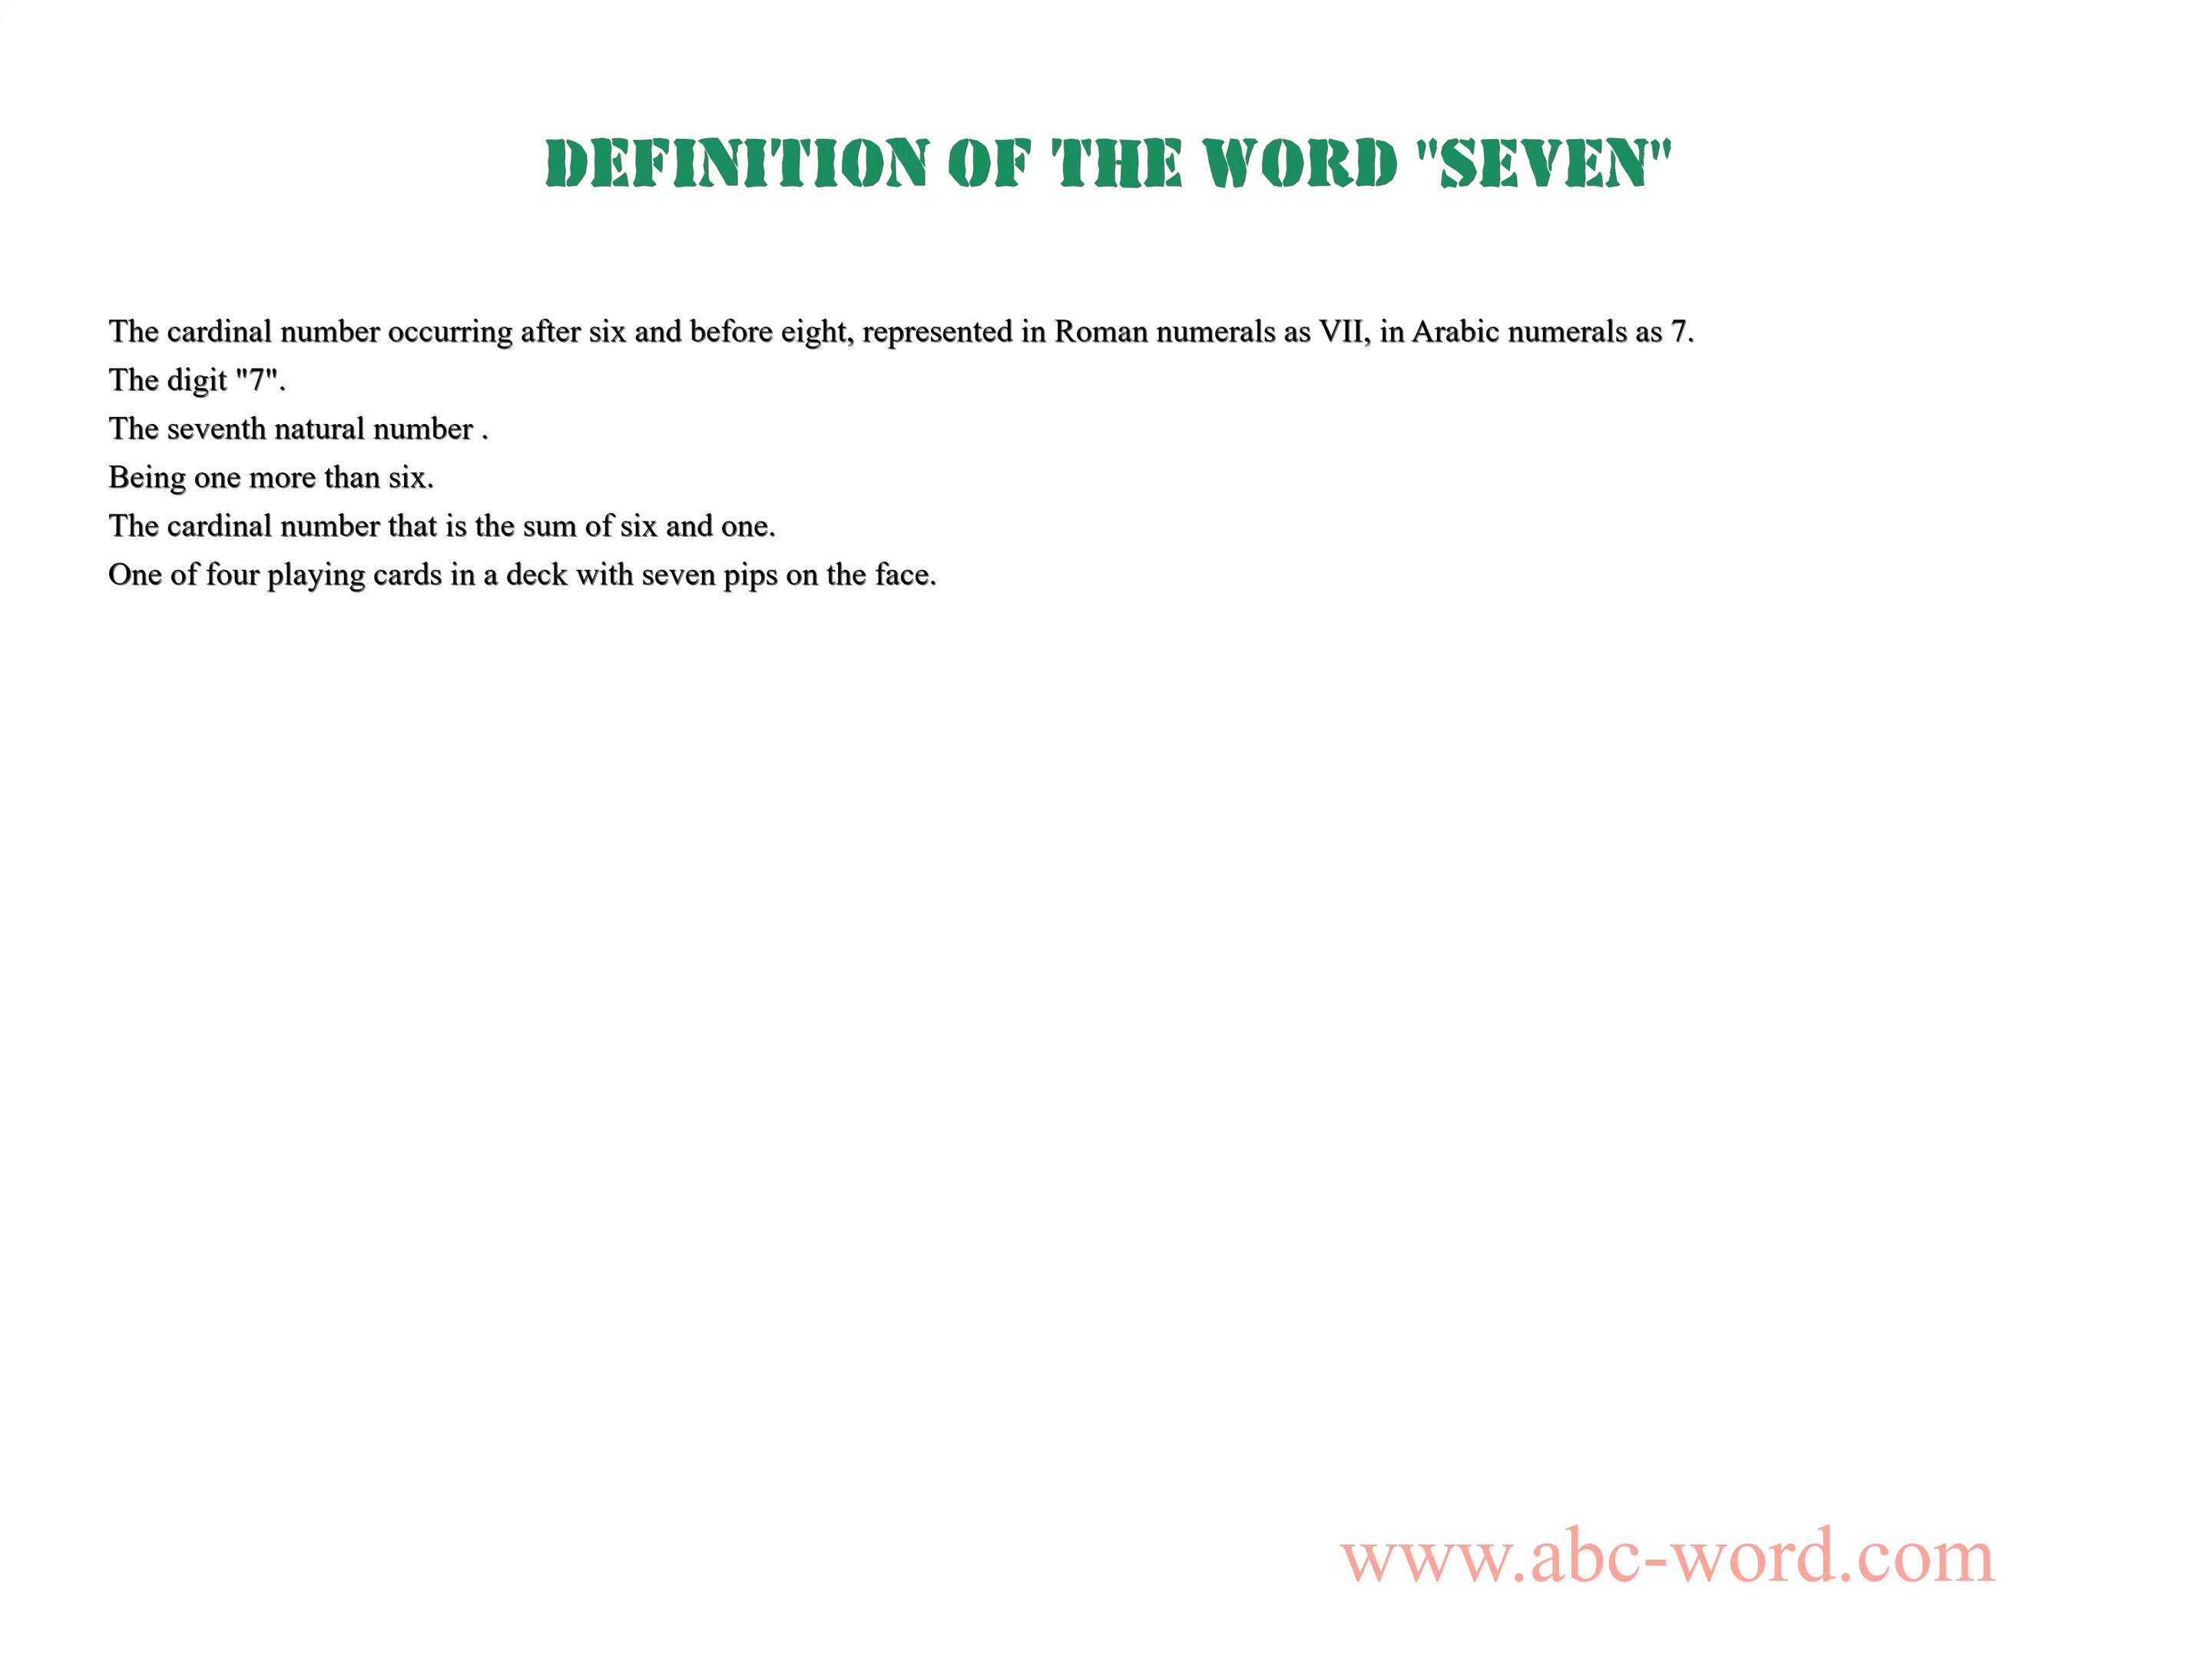 DEFINITION OF THE WORD "SEVEN"
The cardinal number occurring after six and before eight, represented in Roman numerals as VII, in Arabic numerals as 7.
The digit "7".
The seventh natural number .
Being one more than six.
The cardinal number that is the sum of six and one.
One of four playing cards in a deck with seven pips on the face.
www.abc-word.com